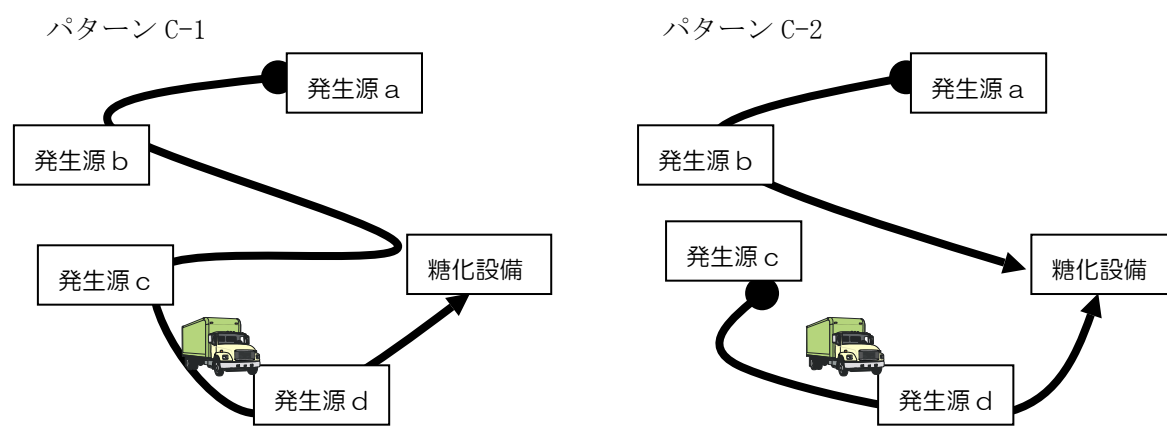 パターン C-1
発生源ａ
発生源ｂ
発生源ｃ
糖化設備
発生源ｄ
パターン C-2
発生源ａ
発生源ｂ
発生源ｃ
糖化設備
発生源ｄ